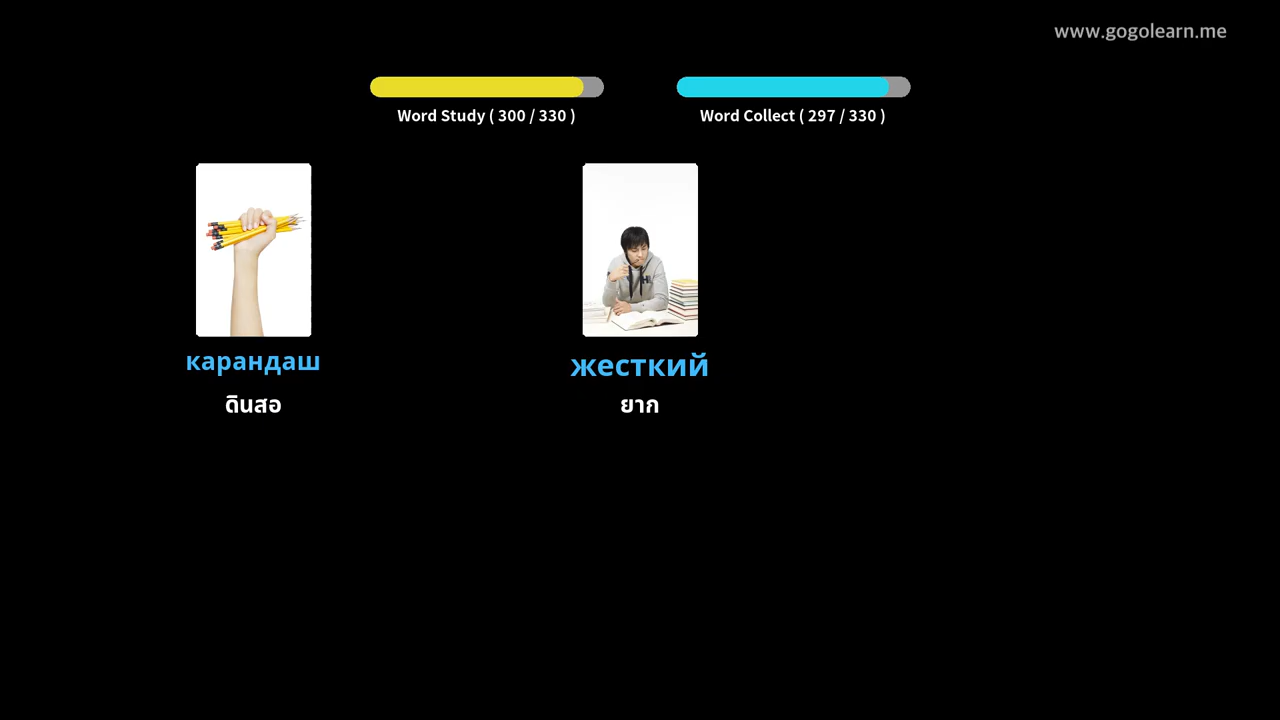 www.gogolearn.me
Word Study ( 300 / 330 )
Word Collect ( 297 / 330 )
карандаш
жесткий
ดินสอ
ยาก